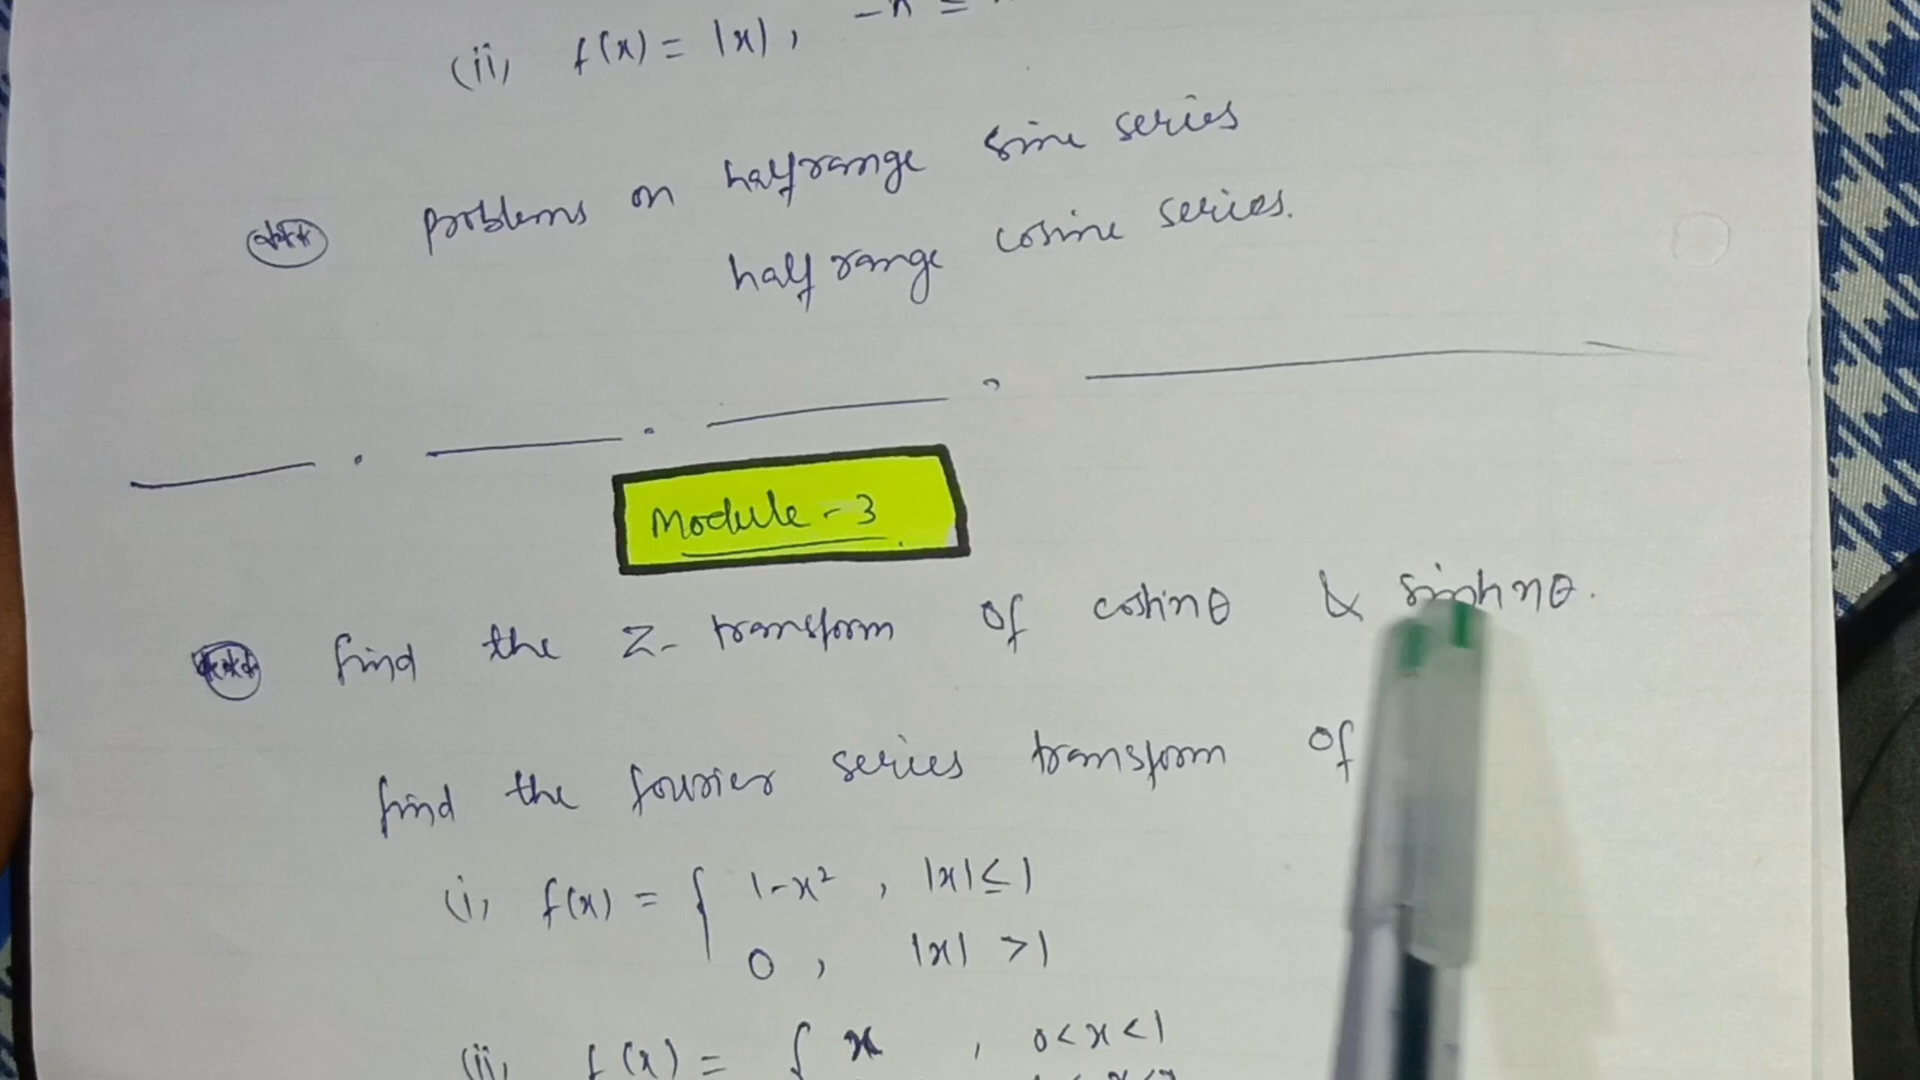 (ii) f(x) = |x|,
*** problems on halfrange sine series
half range cosine series.
Module - 3
find the Z- transform of coshnθ & sinhnθ.
find the fourier series transform of
(i) f(x) = { 1-x² , |x|≤1
0 , |x| >1
(ii) f(x) = { x , 0<x<1